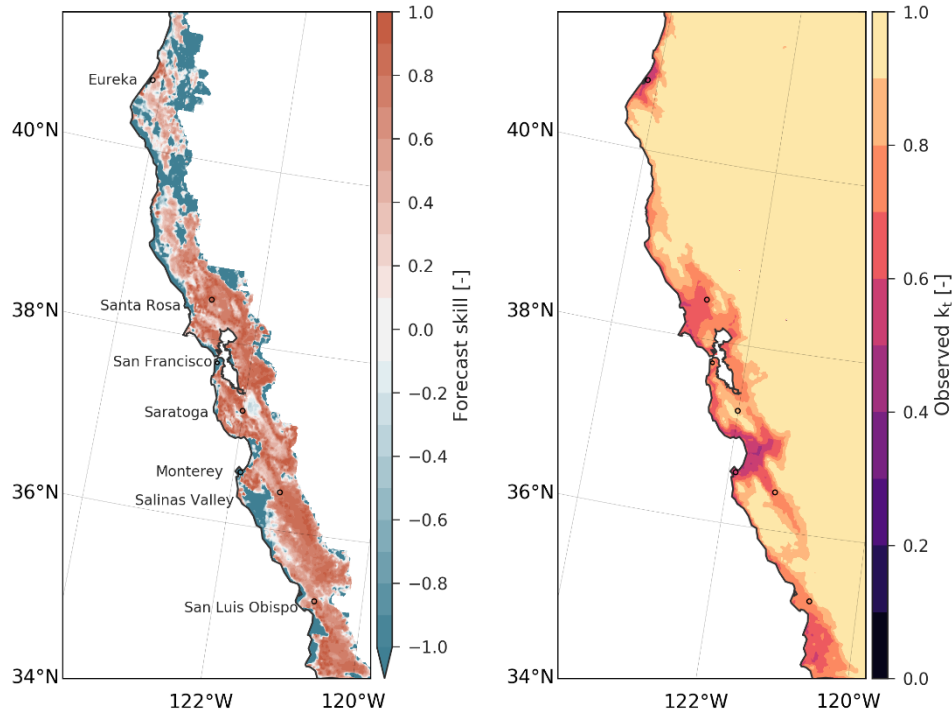 Eureka
Santa Rosa
San Francisco
Saratoga
Monterey
Salinas Valley
San Luis Obispo
40°N
38°N
36°N
34°N
122°W
120°W
1.0
0.8
0.6
0.4
0.2
0.0
−0.2
−0.4
−0.6
−0.8
−1.0
Forecast skill [-]
40°N
38°N
36°N
34°N
122°W
120°W
1.0
0.8
0.6
0.4
0.2
0.0
Observed kt [-]